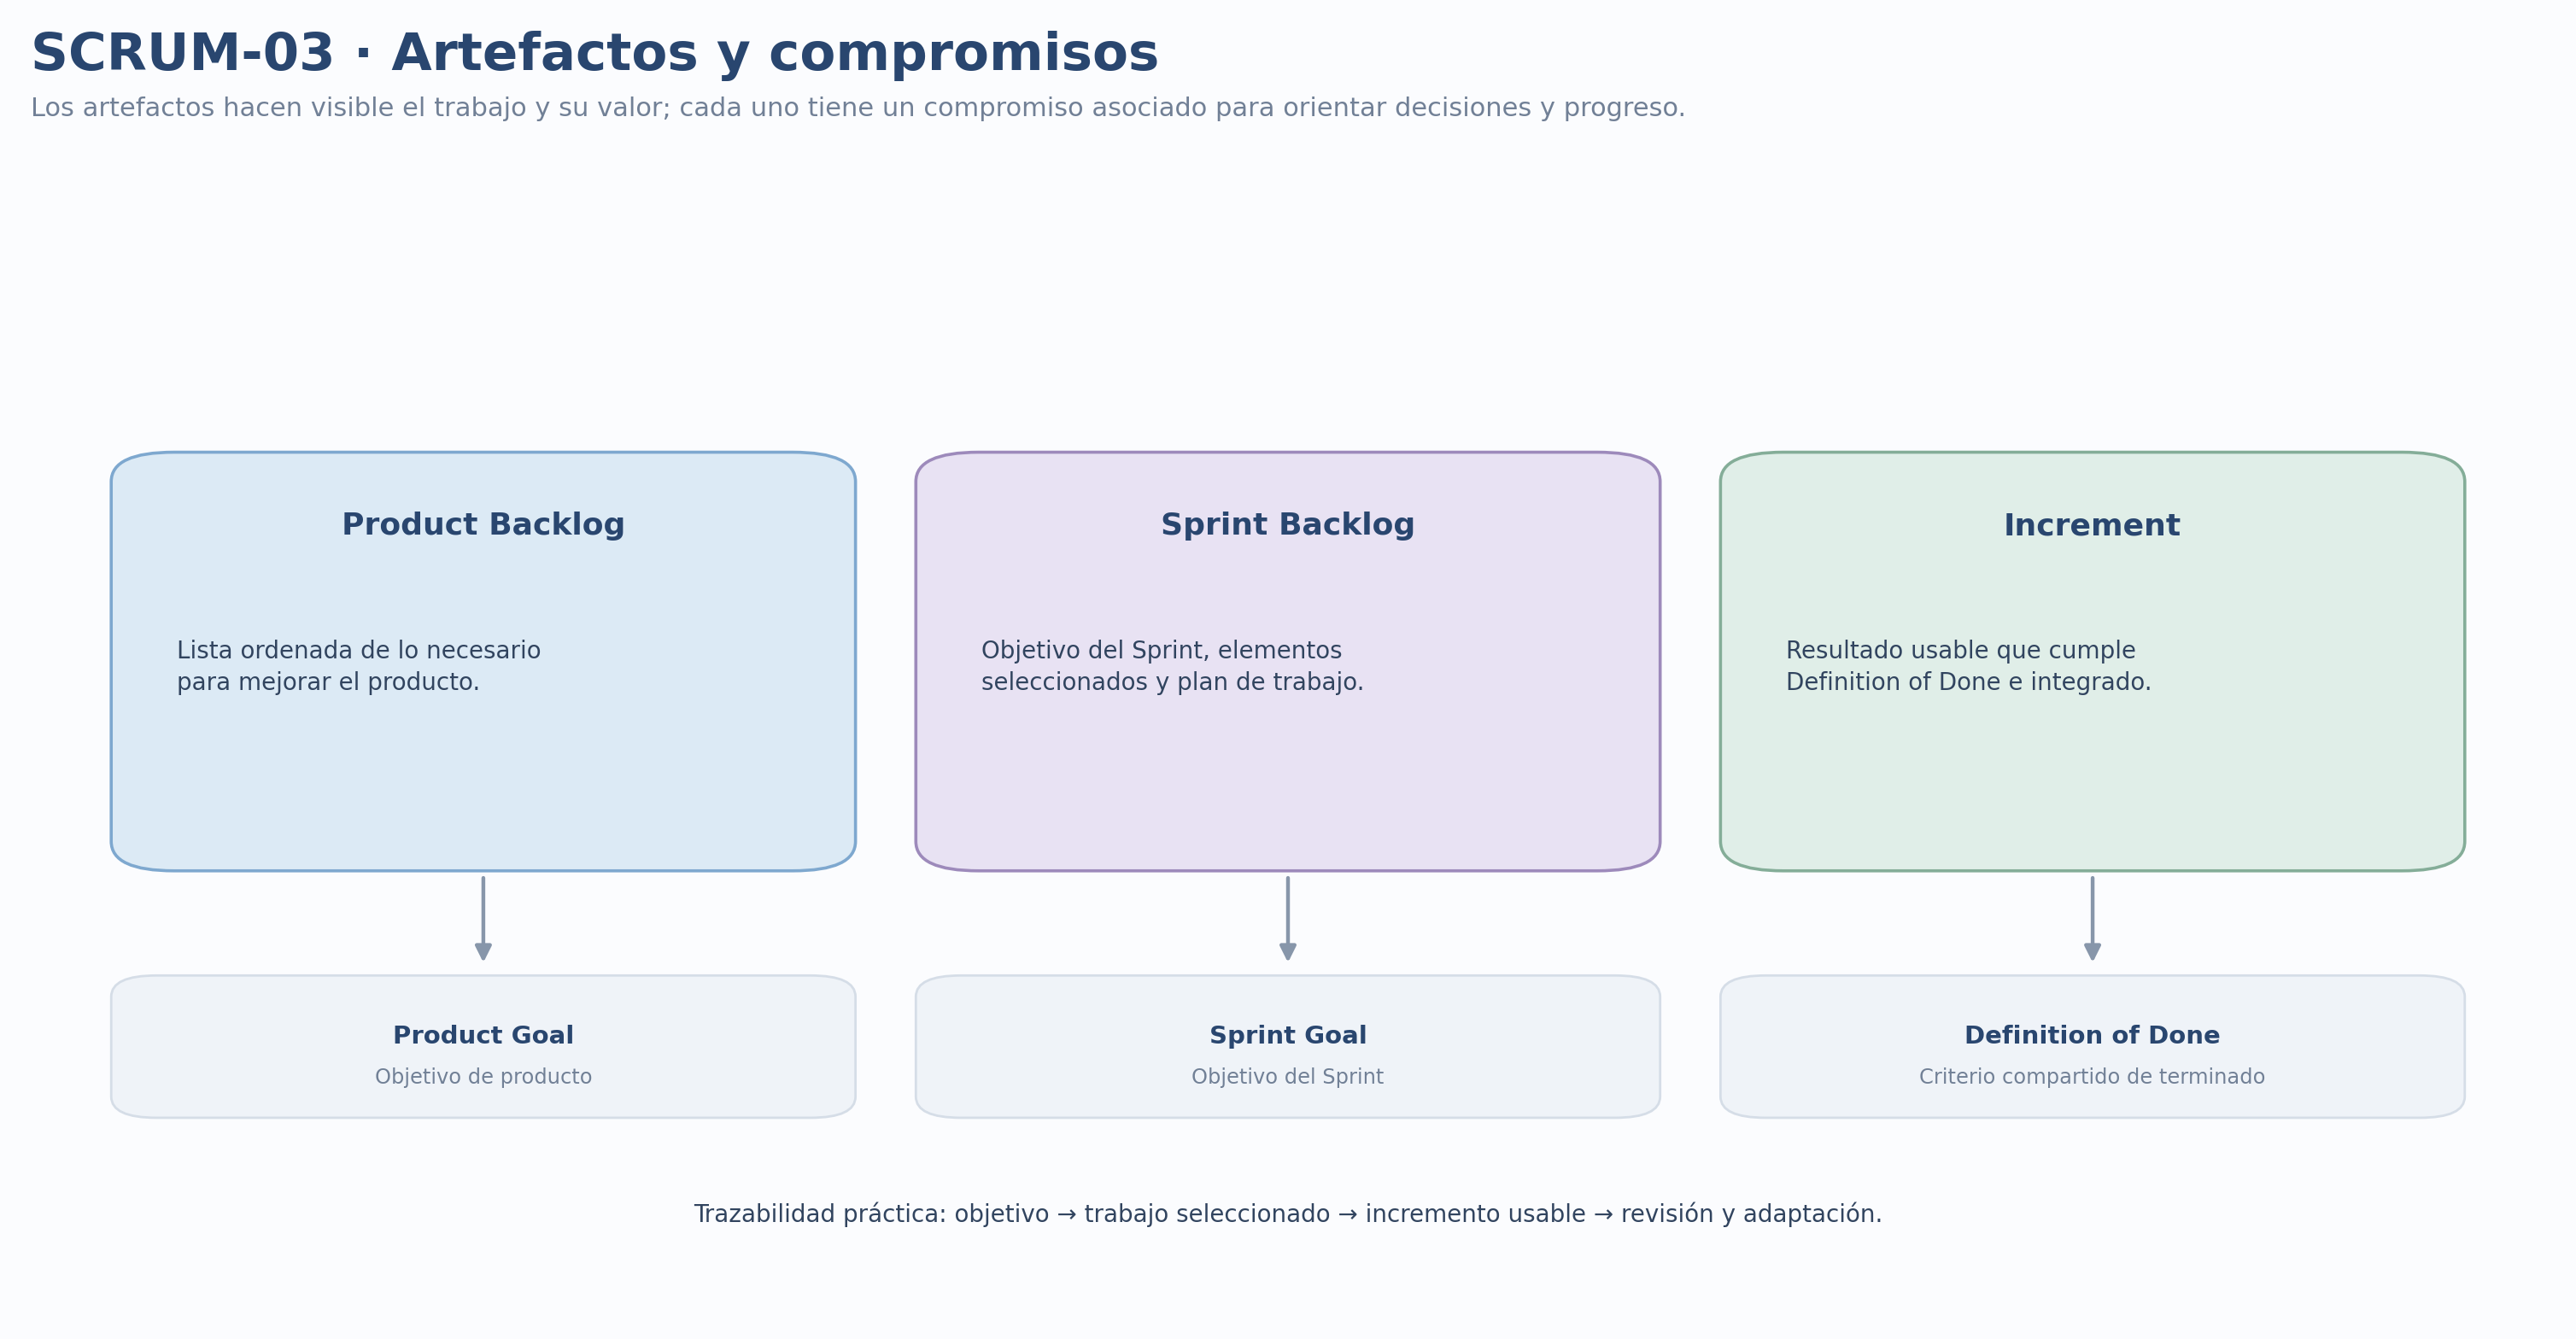 SCRUM-03 · Artefactos y compromisos
Los artefactos hacen visible el trabajo y su valor; cada uno tiene un compromiso asociado para orientar decisiones y progreso.
Product Backlog
Lista ordenada de lo necesario
para mejorar el producto.
Sprint Backlog
Objetivo del Sprint, elementos
seleccionados y plan de trabajo.
Increment
Resultado usable que cumple
Definition of Done e integrado.
Product Goal
Objetivo de producto
Sprint Goal
Objetivo del Sprint
Definition of Done
Criterio compartido de terminado
Trazabilidad práctica: objetivo → trabajo seleccionado → incremento usable → revisión y adaptación.